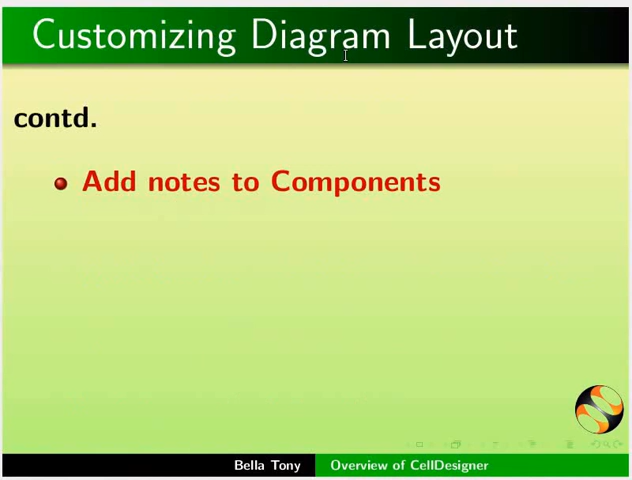 Customizing Diagram Layout
contd.
Add notes to Components
Bella Tony Overview of CellDesigner